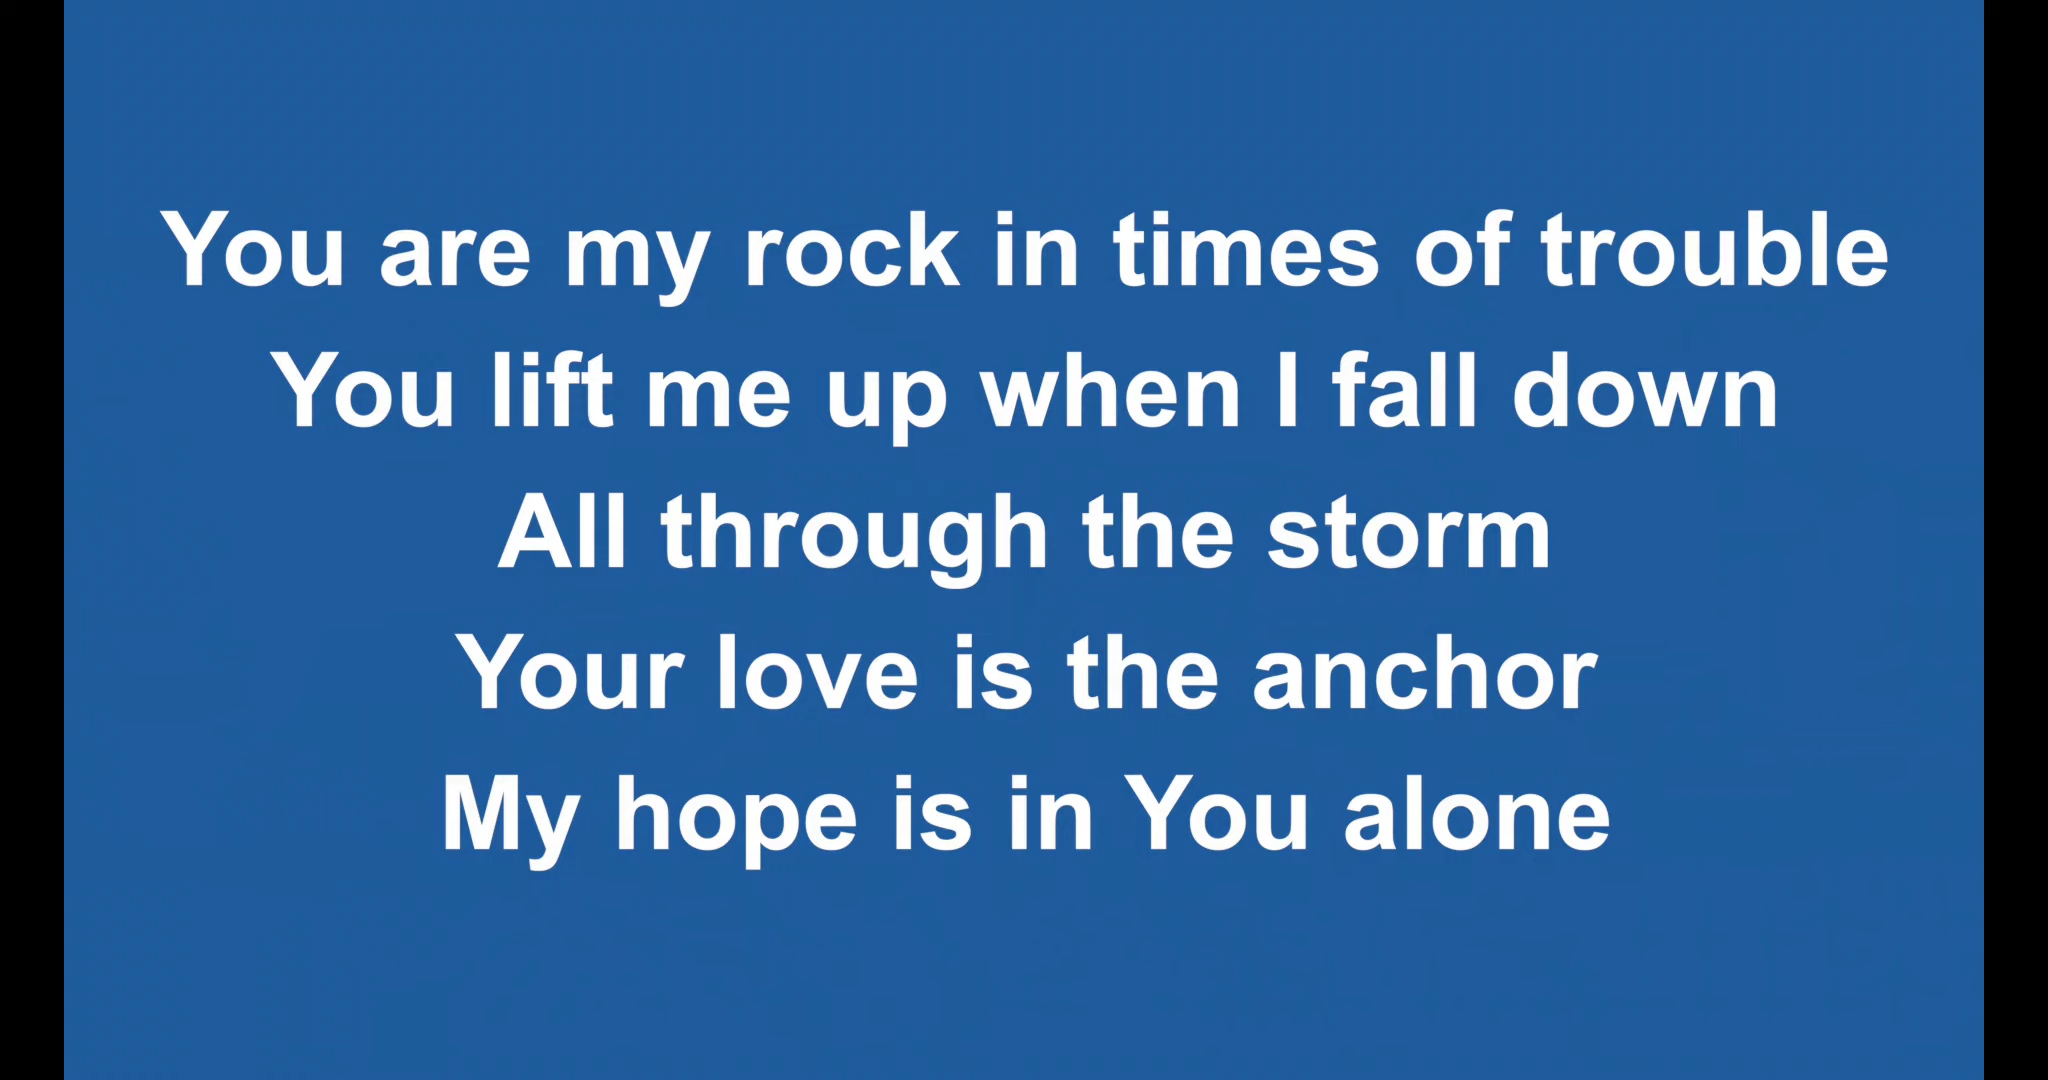 You are my rock in times of trouble
You lift me up when I fall down
All through the storm
Your love is the anchor
My hope is in You alone